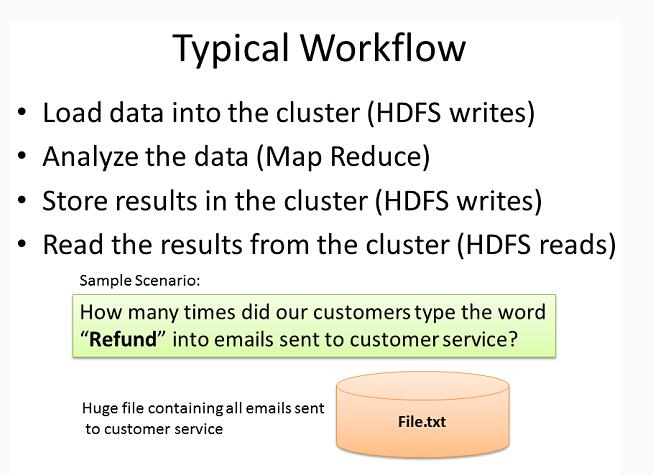 Typical Workflow
• Load data into the cluster (HDFS writes)
• Analyze the data (Map Reduce)
• Store results in the cluster (HDFS writes)
• Read the results from the cluster (HDFS reads)
Sample Scenario:
How many times did our customers type the word
“Refund” into emails sent to customer service?
Huge file containing all emails sent
to customer service
File.txt